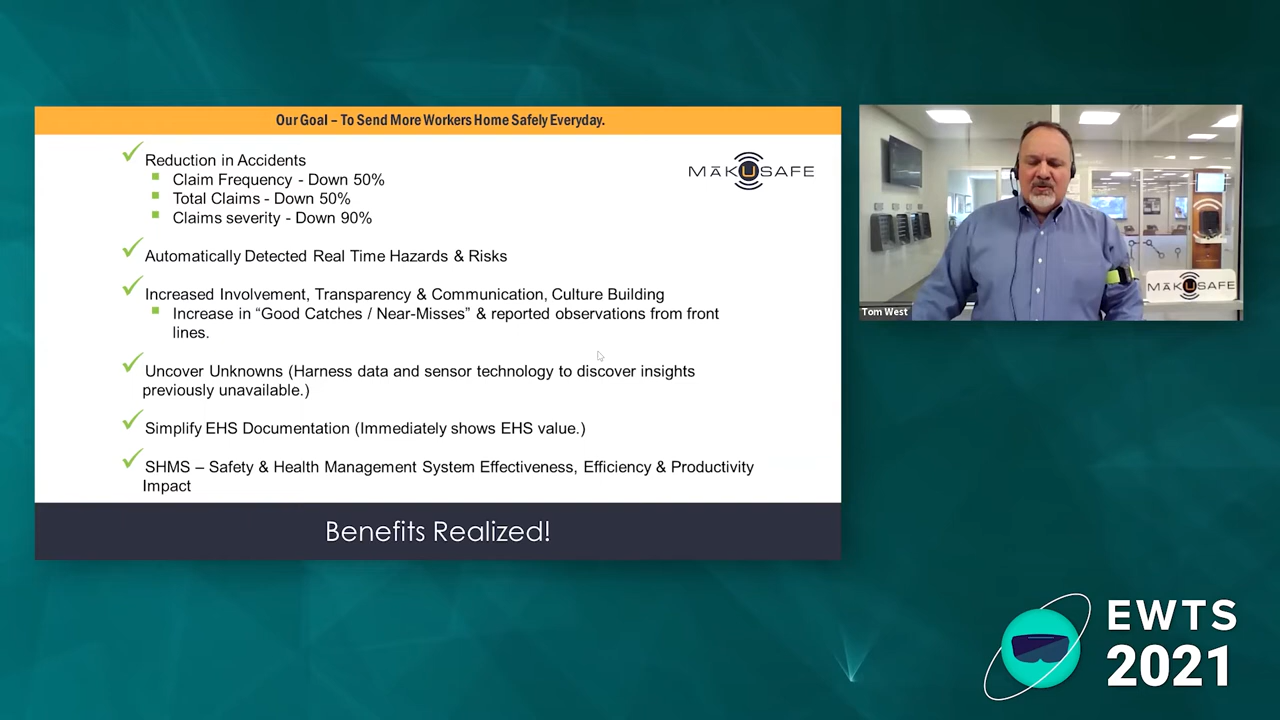 Our Goal – To Send More Workers Home Safely Everyday.
MĀKUSAFE
Reduction in Accidents
Claim Frequency - Down 50%
Total Claims - Down 50%
Claims severity - Down 90%
Automatically Detected Real Time Hazards & Risks
Increased Involvement, Transparency & Communication, Culture Building
Increase in “Good Catches / Near-Misses” & reported observations from front
lines.
Uncover Unknowns (Harness data and sensor technology to discover insights
previously unavailable.)
Simplify EHS Documentation (Immediately shows EHS value.)
SHMS – Safety & Health Management System Effectiveness, Efficiency & Productivity
Impact
Benefits Realized!
MĀKUSAFE
Tom West
EWTS
2021